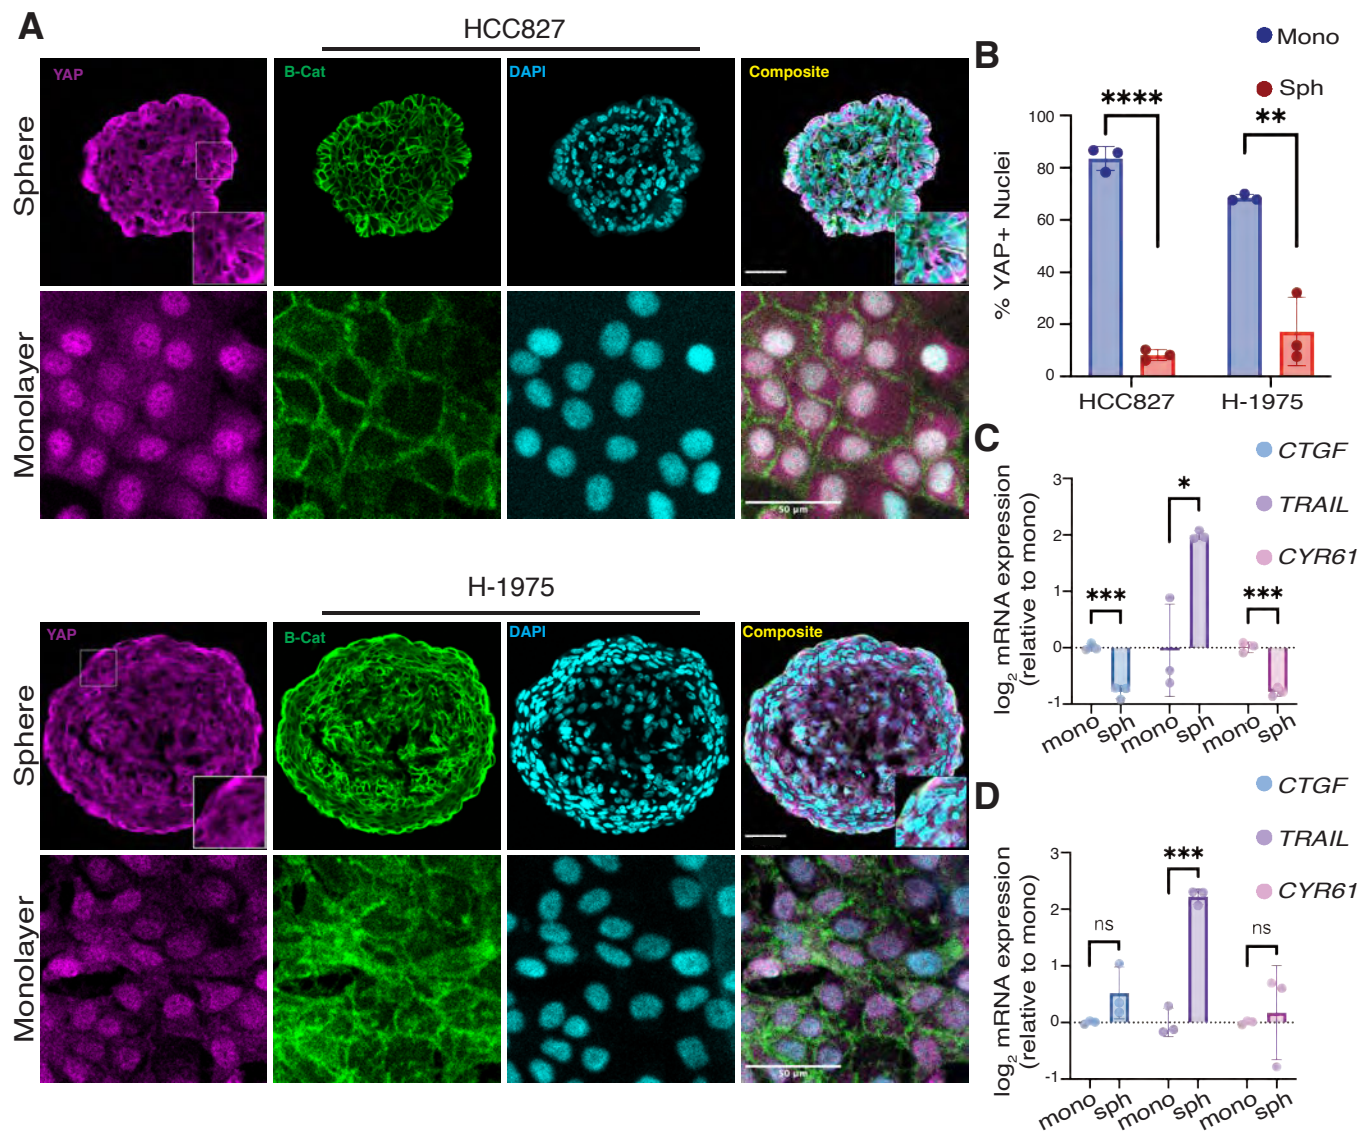 A
HCC827
YAP
B-Cat
DAPI
Composite
Sphere
Monolayer
50 µm
H-1975
YAP
B-Cat
DAPI
Composite
Sphere
Monolayer
50 µm
B
Mono
Sph
****
**
% YAP+ Nuclei
100
80
60
40
20
0
HCC827
H-1975
C
CTGF
TRAIL
CYR61
log2 mRNA expression
(relative to mono)
3
2
1
0
-1
***
*
***
mono sph mono sph mono sph
D
CTGF
TRAIL
CYR61
log2 mRNA expression
(relative to mono)
3
2
1
0
-1
ns
***
ns
mono sph mono sph mono sph